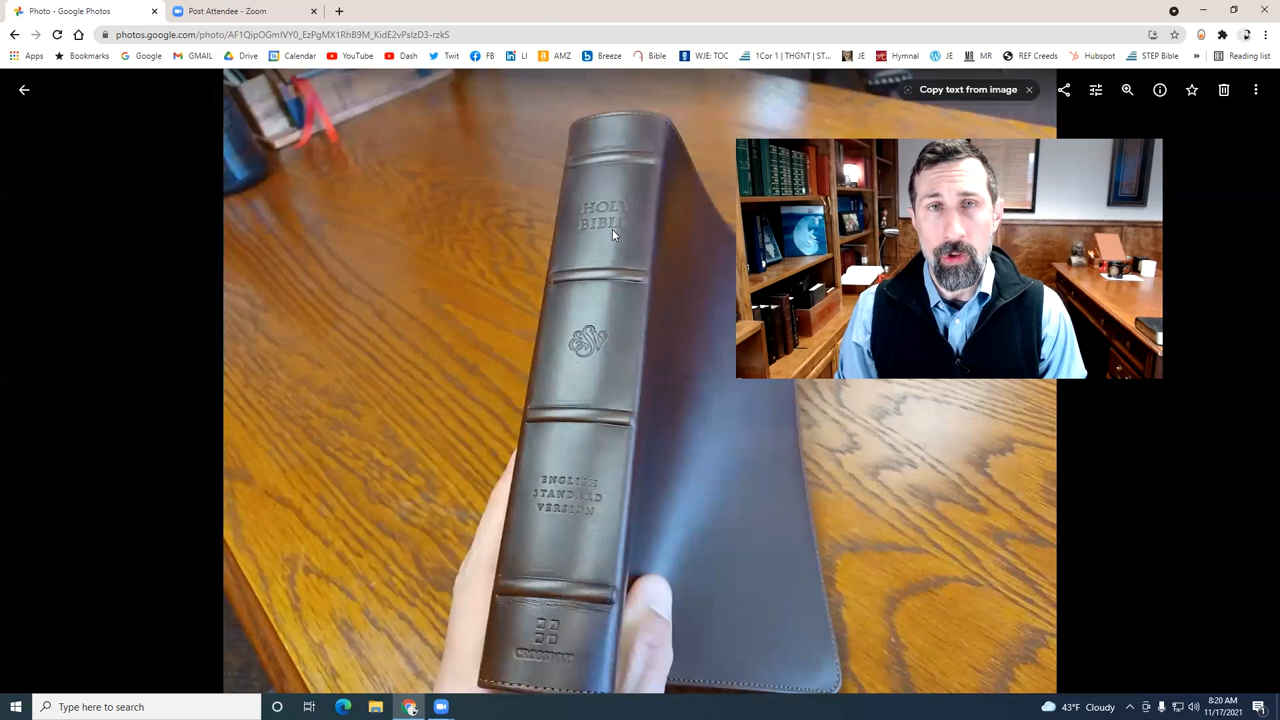 Photo - Google Photos
Post Attendee - Zoom
photos.google.com/photo/AF1QipOGmIVY0_EzPgMX1RhB9M_KidE2vPsIzD3-rzkS
Apps Bookmarks Google GMAIL Drive Calendar YouTube Dash FB LI AMZ Breeze Bible WJE: TOC 1Cor 1 | THGNT | ST... JE Hymnal JE MR REF Creeds Hubspot STEP Bible » Reading list
Copy text from image
HOLY
BIBLE
ESV
ENGLISH
STANDARD
VERSION
CROSSWAY
Type here to search
43°F Cloudy
8:20 AM
11/17/2021